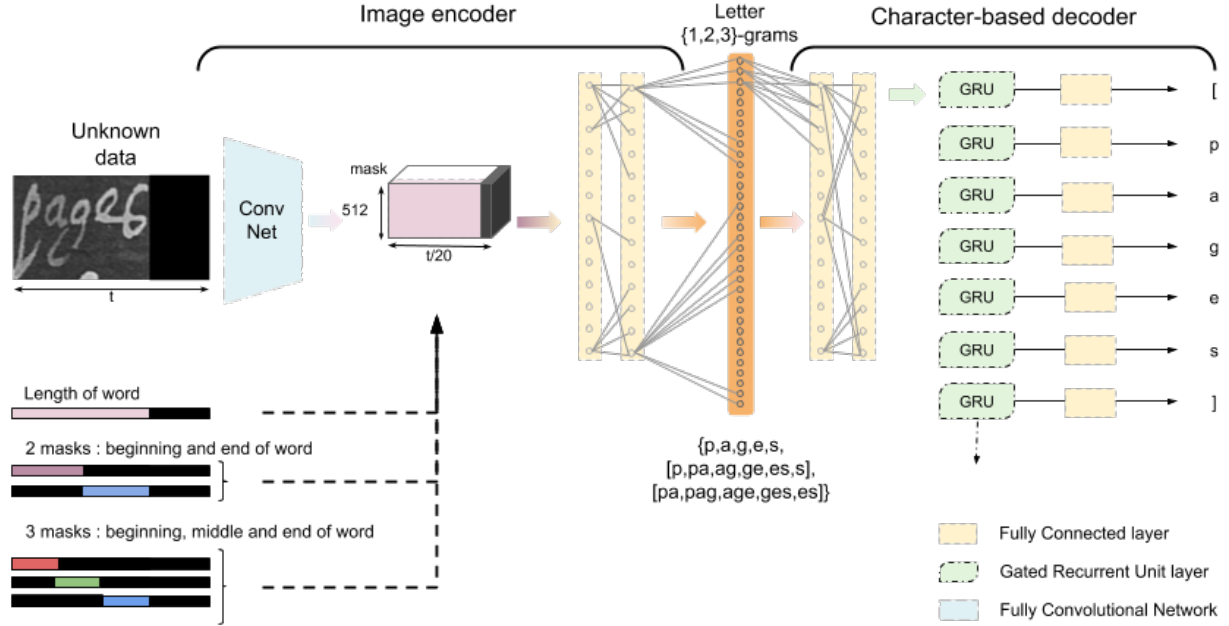 Image encoder
Letter
{1,2,3}-grams
Character-based decoder
Unknown
data
pages
t
Conv
Net
mask
512
t/20
GRU
[
GRU
p
GRU
a
GRU
g
GRU
e
GRU
s
GRU
]
Length of word
2 masks : beginning and end of word
3 masks : beginning, middle and end of word
{p,a,g,e,s,
[p,pa,ag,ge,es,s],
[pa,pag,age,ges,es]}
Fully Connected layer
Gated Recurrent Unit layer
Fully Convolutional Network